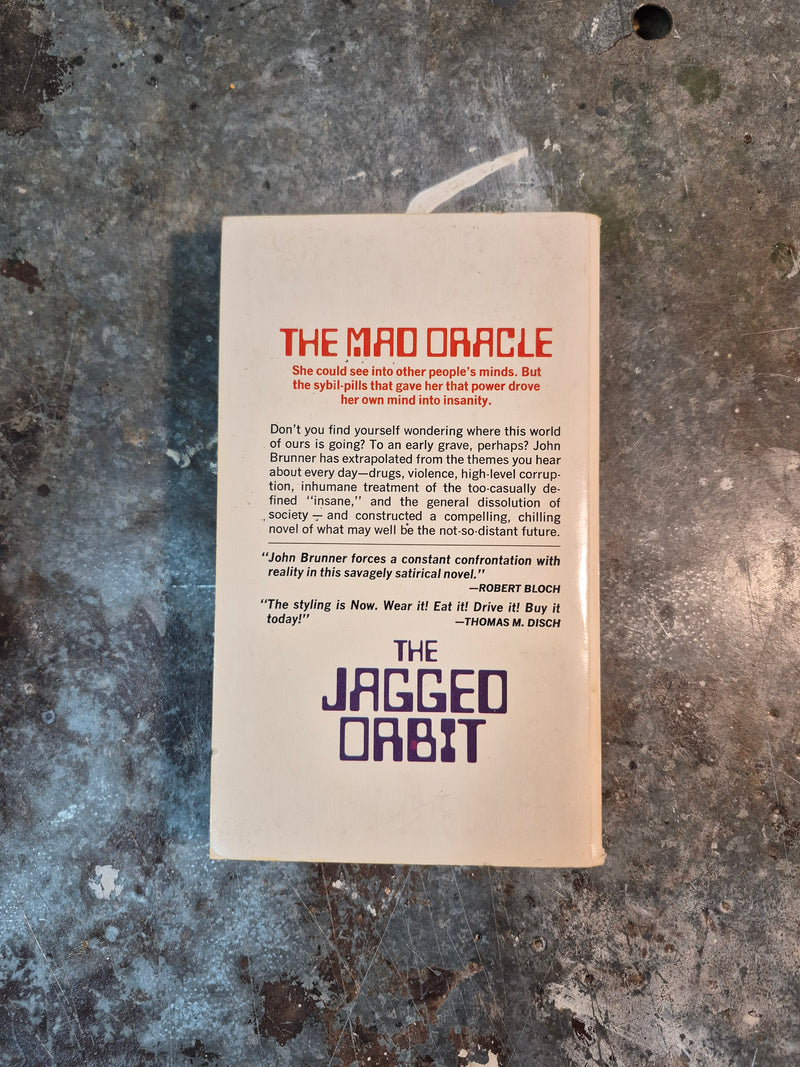 THE MAD ORACLE
She could see into other people's minds. But
the sybil-pills that gave her that power drove
her own mind into insanity.
Don't you find yourself wondering where this world
of ours is going? To an early grave, perhaps? John
Brunner has extrapolated from the themes you hear
about every day—drugs, violence, high-level corrup-
tion, inhumane treatment of the too-casually de-
fined "insane," and the general dissolution of
society — and constructed a compelling, chilling
novel of what may well be the not-so-distant future.
"John Brunner forces a constant confrontation with
reality in this savagely satirical novel."
—ROBERT BLOCH
"The styling is Now. Wear it! Eat it! Drive it! Buy it
today!" —THOMAS M. DISCH
THE
JAGGED
ORBIT